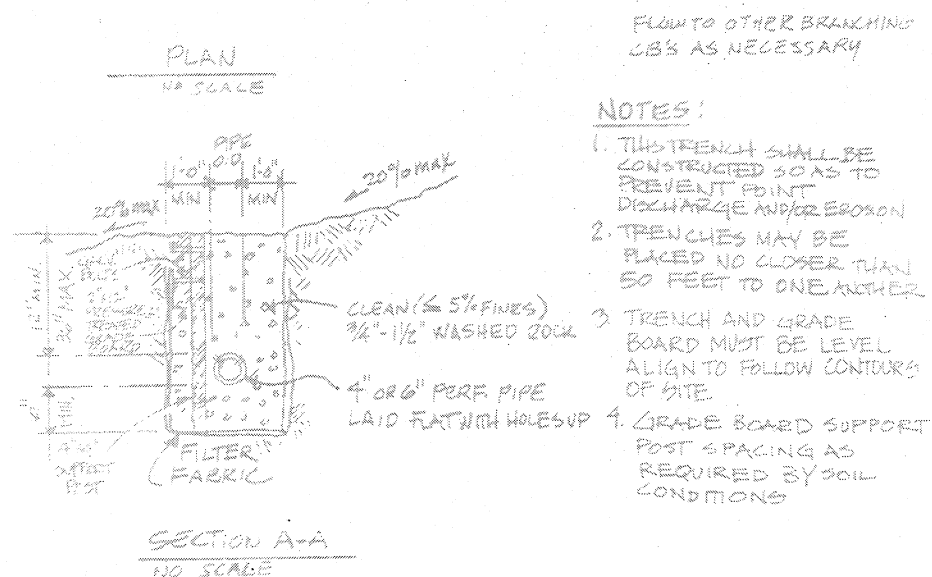 FLOW TO OTHER BRANCHING
CB'S AS NECESSARY
PLAN
NO SCALE
PIPE
O.D.
1'-0"
1'-0"
MIN
MIN
20% MAX
20% MAX
12" MIN.
36" MAX
GRADE
BOARD
CLEAN (≤ 5% FINES)
3/4"-1 1/2" WASHED ROCK
4" OR 6" PERF PIPE
LAID FLAT WITH HOLES UP
MIN.
SUPPORT
POST
FILTER
FABRIC
SECTION A-A
NO SCALE
NOTES:
1. THIS TRENCH SHALL BE
CONSTRUCTED SO AS TO
PREVENT POINT
DISCHARGE AND/OR EROSON
2. TRENCHES MAY BE
PLACED NO CLOSER THAN
50 FEET TO ONE ANOTHER
3. TRENCH AND GRADE
BOARD MUST BE LEVEL
ALIGN TO FOLLOW CONTOURS
OF SITE
4. GRADE BOARD SUPPORT
POST SPACING AS
REQUIRED BY SOIL
CONDITIONS